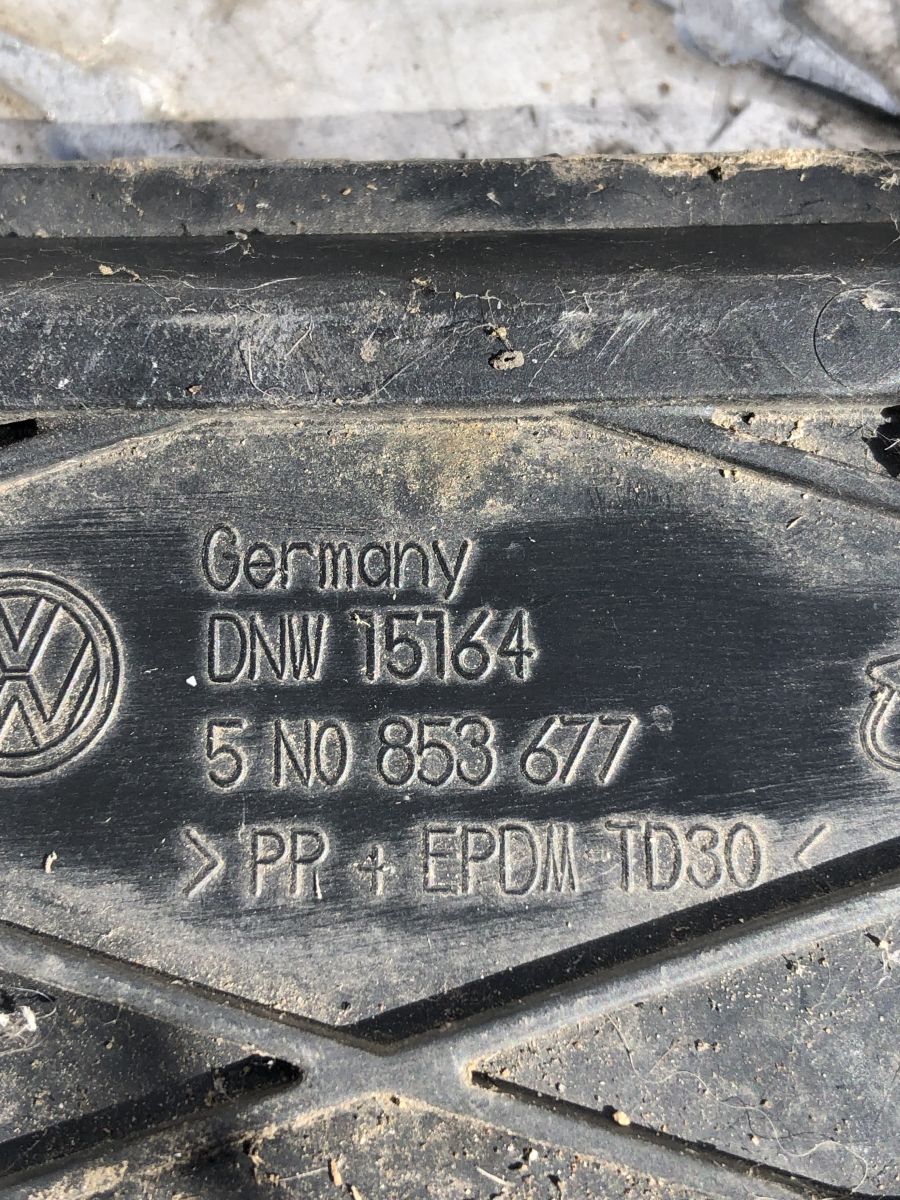 Germany
DNW 15164
5 N0 853 677
>PP + EPDM-TD30<